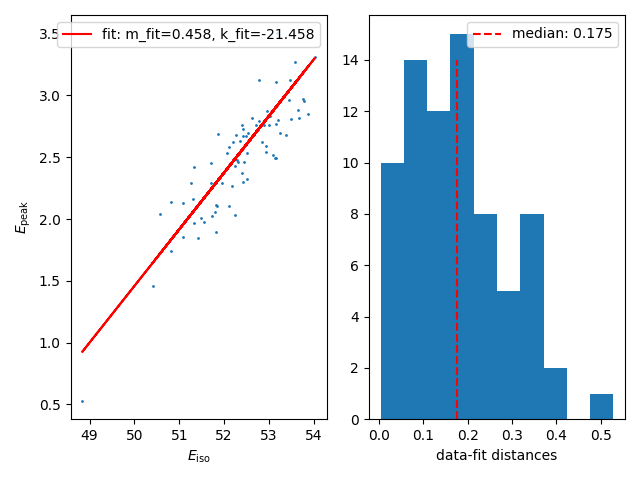 fit: m_fit=0.458, k_fit=-21.458
3.5
3.0
2.5
2.0
1.5
1.0
0.5
E_peak
49 50 51 52 53 54
E_iso
median: 0.175
14
12
10
8
6
4
2
0
0.0 0.1 0.2 0.3 0.4 0.5
data-fit distances